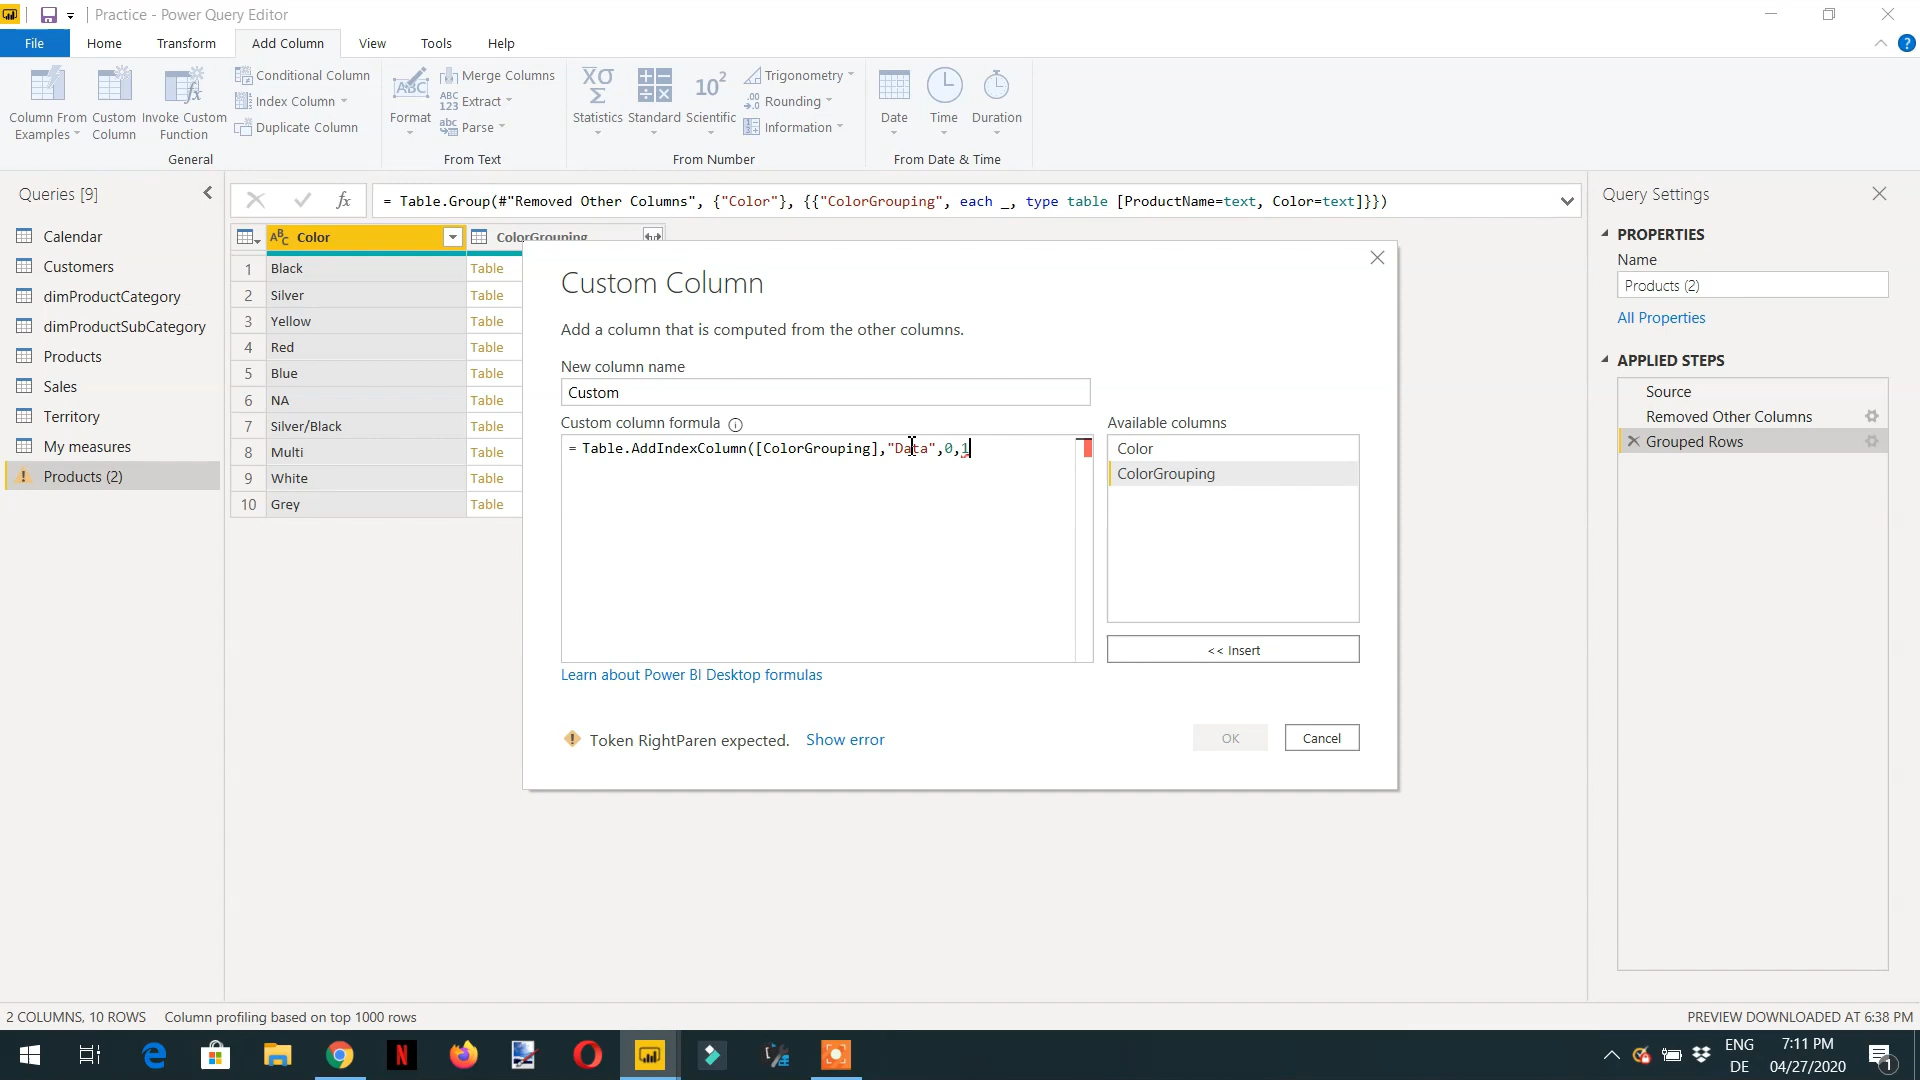 Practice - Power Query Editor
File Home Transform Add Column View Tools Help
Column From Examples
Custom Column
Invoke Custom Function
Conditional Column
Index Column
Duplicate Column
General
Format
Merge Columns
Extract
Parse
From Text
Statistics
Standard
Scientific
Trigonometry
Rounding
Information
From Number
Date
Time
Duration
From Date & Time
Queries [9]
Calendar
Customers
dimProductCategory
dimProductSubCategory
Products
Sales
Territory
My measures
Products (2)
= Table.Group(#"Removed Other Columns", {"Color"}, {{"ColorGrouping", each _, type table [ProductName=text, Color=text]}})
Color ColorGrouping
1 Black Table
2 Silver Table
3 Yellow Table
4 Red Table
5 Blue Table
6 NA Table
7 Silver/Black Table
8 Multi Table
9 White Table
10 Grey Table
Custom Column
Add a column that is computed from the other columns.
New column name
Custom
Custom column formula
= Table.AddIndexColumn([ColorGrouping],"Data",0,1
Available columns
Color
ColorGrouping
<< Insert
Learn about Power BI Desktop formulas
Token RightParen expected. Show error
OK
Cancel
Query Settings
PROPERTIES
Name
Products (2)
All Properties
APPLIED STEPS
Source
Removed Other Columns
Grouped Rows
2 COLUMNS, 10 ROWS Column profiling based on top 1000 rows
PREVIEW DOWNLOADED AT 6:38 PM
ENG
DE
7:11 PM
04/27/2020
1